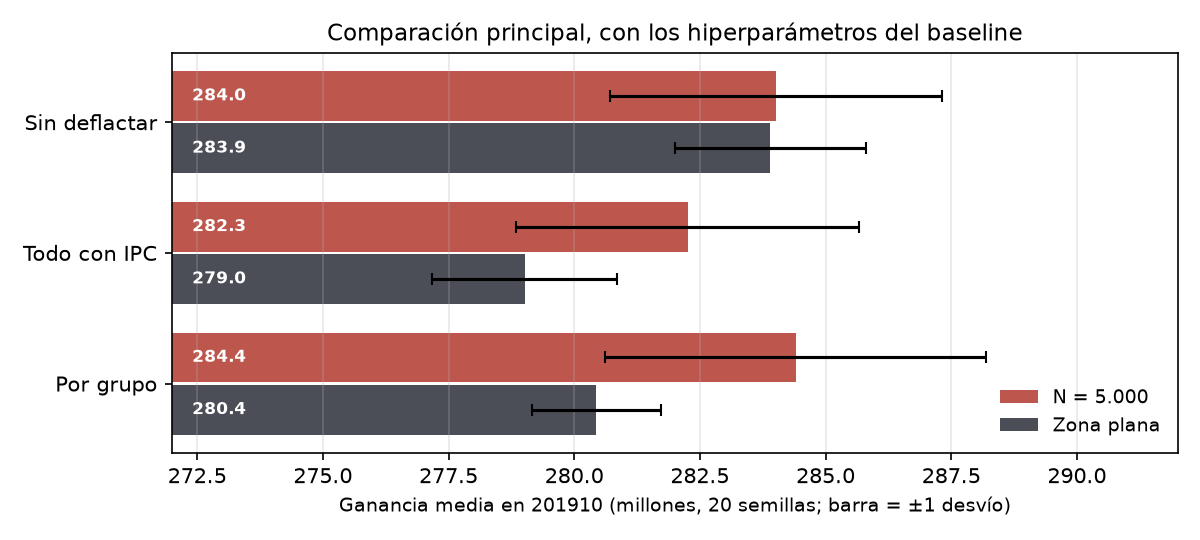 Comparación principal, con los hiperparámetros del baseline
Sin deflactar
284.0
283.9
Todo con IPC
282.3
279.0
Por grupo
284.4
280.4
N = 5.000
Zona plana
272.5 275.0 277.5 280.0 282.5 285.0 287.5 290.0
Ganancia media en 201910 (millones, 20 semillas; barra = ±1 desvío)